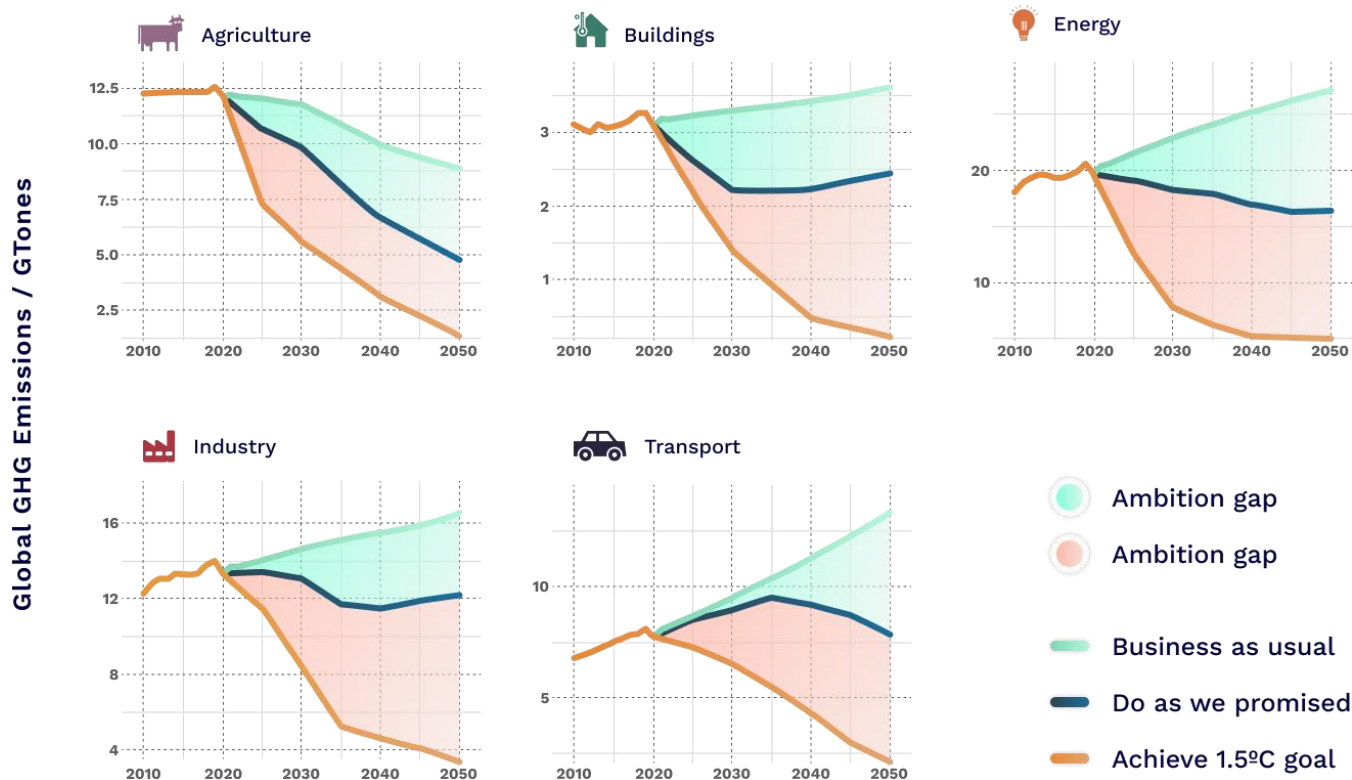 Global GHG Emissions / GTones
Agriculture
12.5
10.0
7.5
5.0
2.5
2010 2020 2030 2040 2050
Buildings
3
2
1
2010 2020 2030 2040 2050
Energy
20
10
2010 2020 2030 2040 2050
Industry
16
12
8
4
2010 2020 2030 2040 2050
Transport
10
5
2010 2020 2030 2040 2050
Ambition gap
Ambition gap
Business as usual
Do as we promised
Achieve 1.5ºC goal